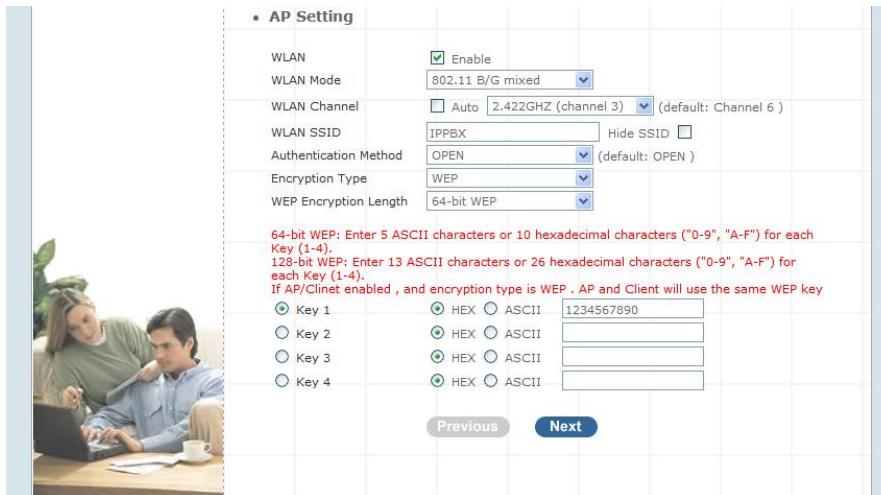 • AP Setting
WLAN Enable
WLAN Mode 802.11 B/G mixed
WLAN Channel Auto 2.422GHZ (channel 3) (default: Channel 6 )
WLAN SSID IPPBX Hide SSID
Authentication Method OPEN (default: OPEN )
Encryption Type WEP
WEP Encryption Length 64-bit WEP
64-bit WEP: Enter 5 ASCII characters or 10 hexadecimal characters ("0-9", "A-F") for each
Key (1-4).
128-bit WEP: Enter 13 ASCII characters or 26 hexadecimal characters ("0-9", "A-F") for
each Key (1-4).
If AP/Clinet enabled , and encryption type is WEP . AP and Client will use the same WEP key
Key 1 HEX ASCII 1234567890
Key 2 HEX ASCII
Key 3 HEX ASCII
Key 4 HEX ASCII
Previous Next